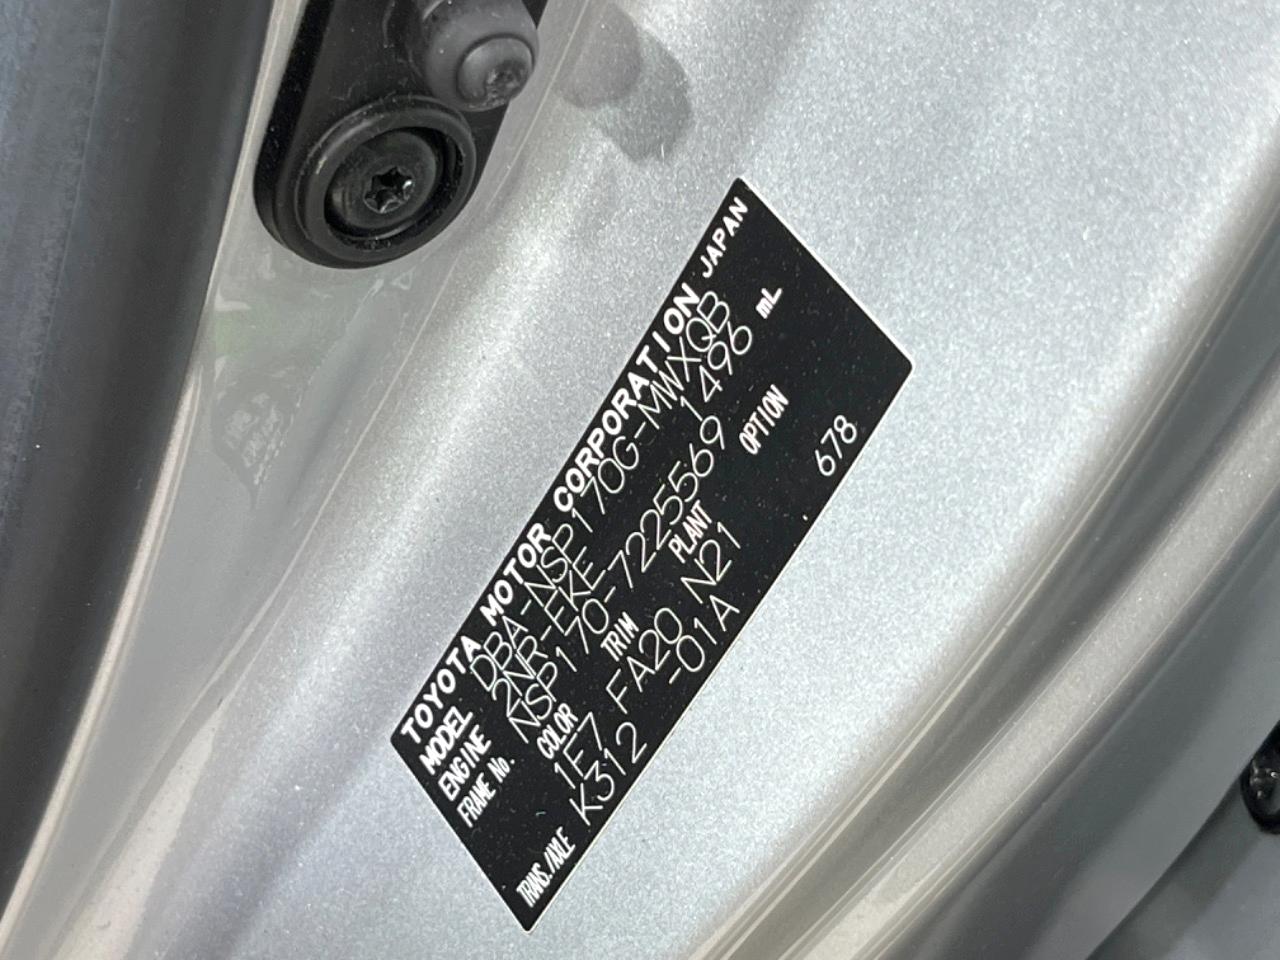 TOYOTA MOTOR CORPORATION JAPAN
MODEL DBA-NSP170G-MWXQB
ENGINE 2NR-FKE 1496 mL
FRAME No. NSP170-7225569
COLOR TRIM PLANT OPTION
1F7 FA20 N21 678
TRANS./AXLE K312 -01A